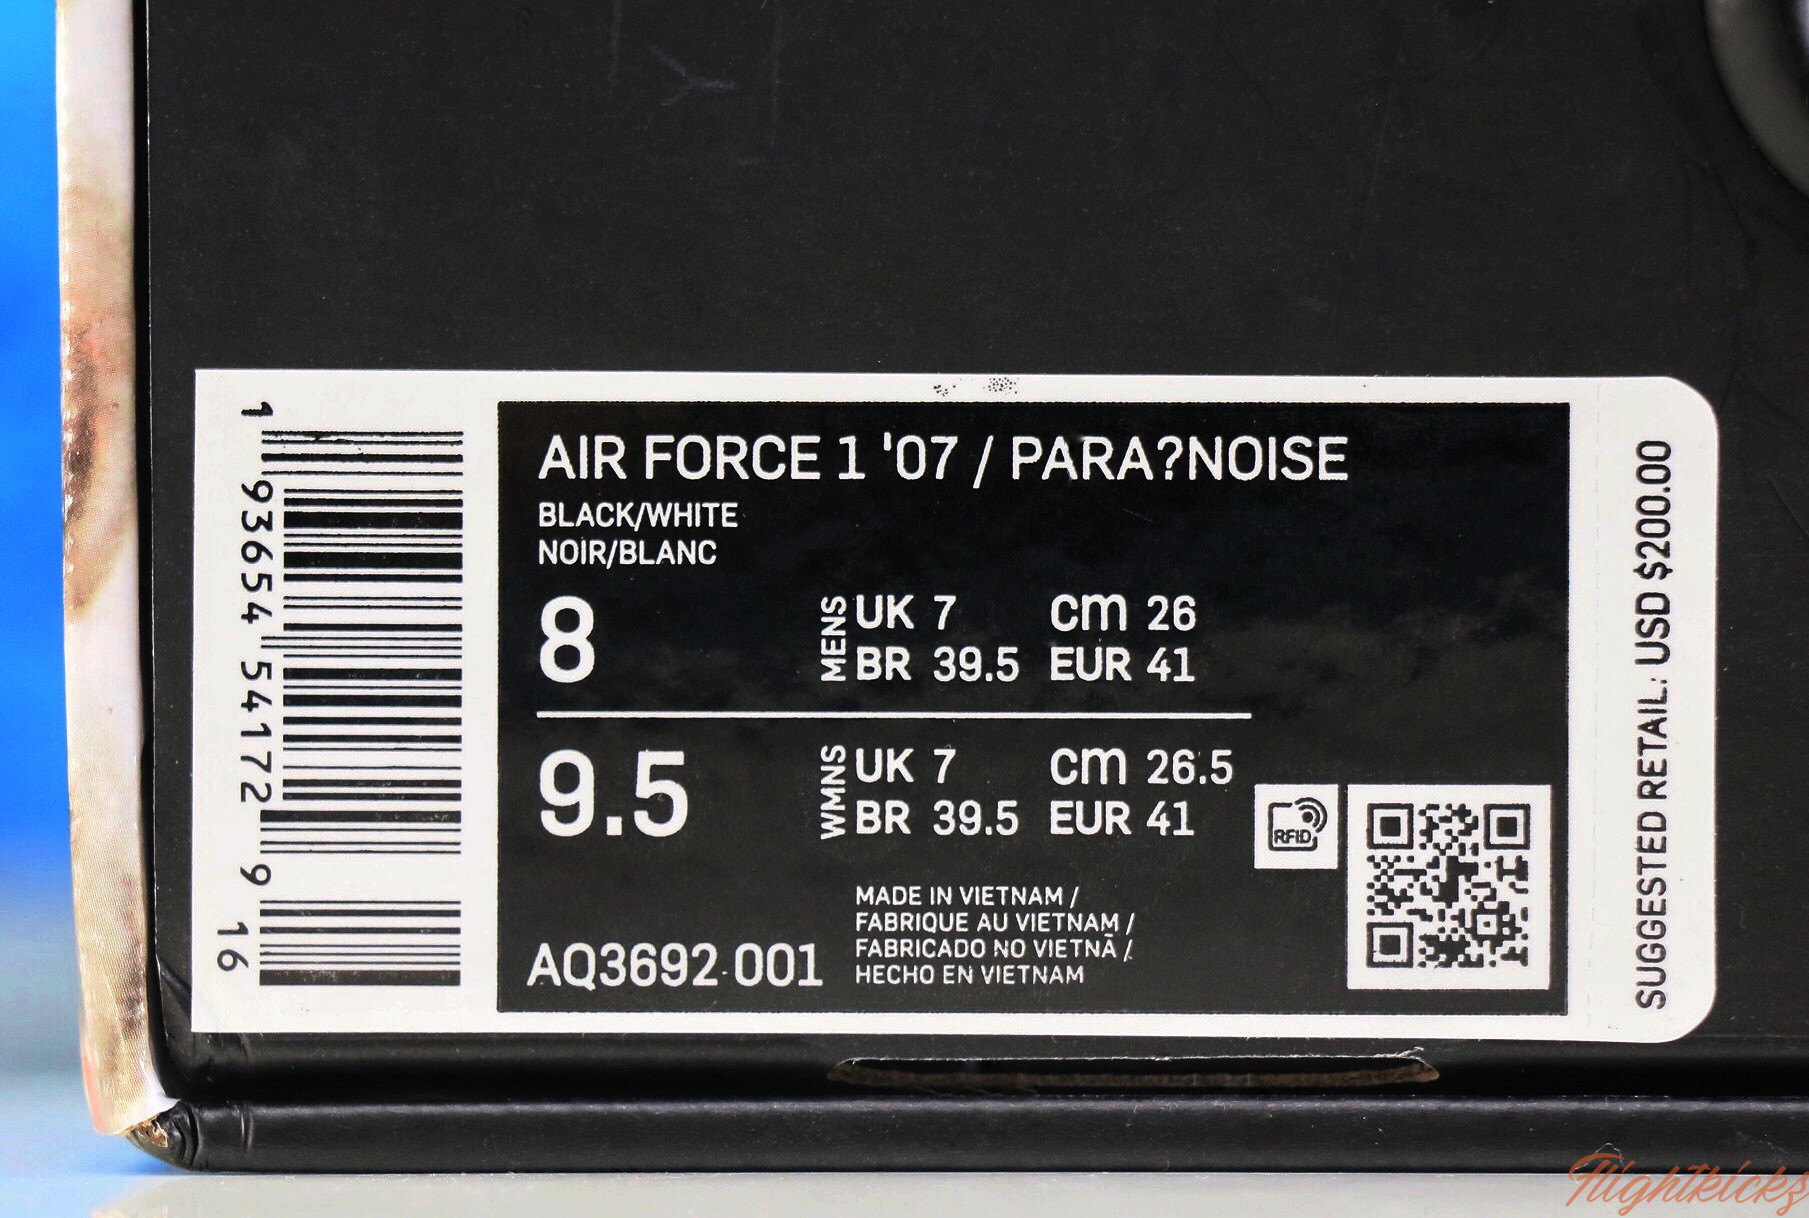 1 93654 54172 9 16
AIR FORCE 1 '07 / PARA?NOISE
BLACK/WHITE
NOIR/BLANC
8
MENS
UK 7 cm 26
BR 39.5 EUR 41
9.5
WMNS
UK 7 cm 26.5
BR 39.5 EUR 41
RFID
MADE IN VIETNAM /
FABRIQUE AU VIETNAM /
FABRICADO NO VIETNÃ /
HECHO EN VIETNAM
AQ3692-001
SUGGESTED RETAIL: USD $200.00
Flightkickz